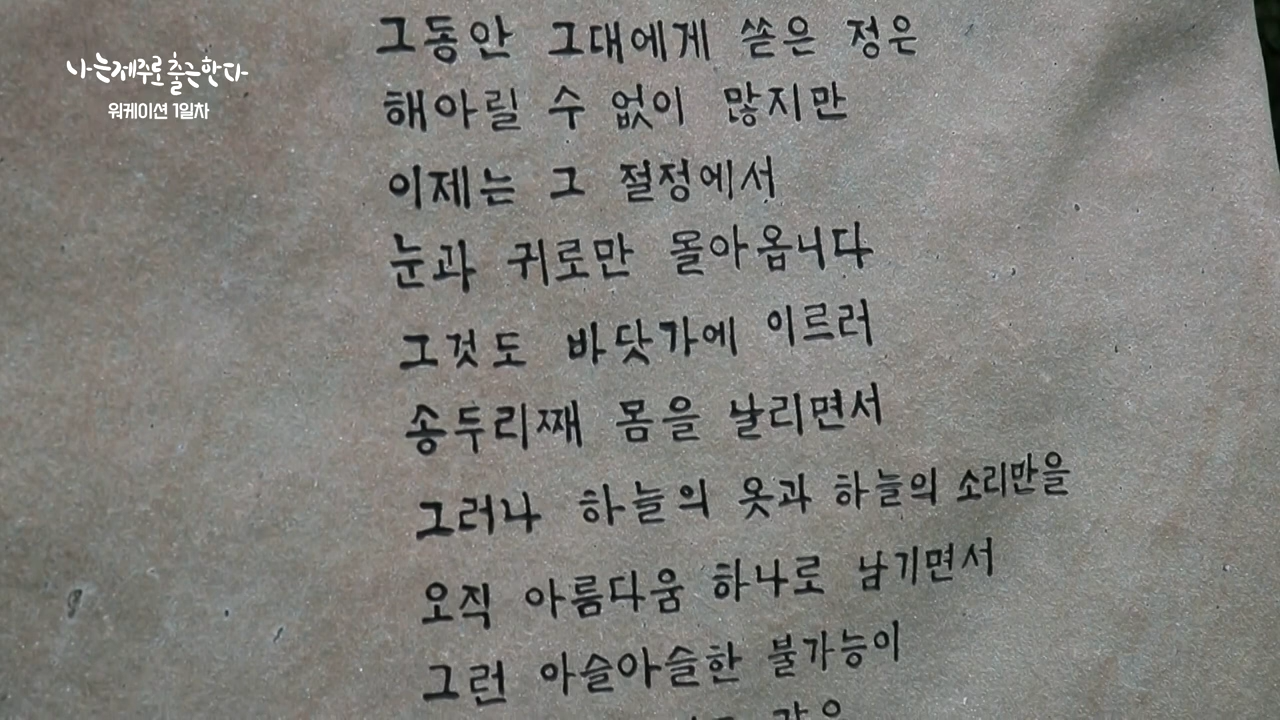 나는 제주로 출근한다
워케이션 1일차
그동안 그대에게 쏟은 정은
해아릴 수 없이 많지만
이제는 그 절정에서
눈과 귀로만 몰아옵니다
그것도 바닷가에 이르러
송두리째 몸을 날리면서
그러나 하늘의 옷과 하늘의 소리만을
오직 아름다움 하나로 남기면서
그런 아슬아슬한 불가능이